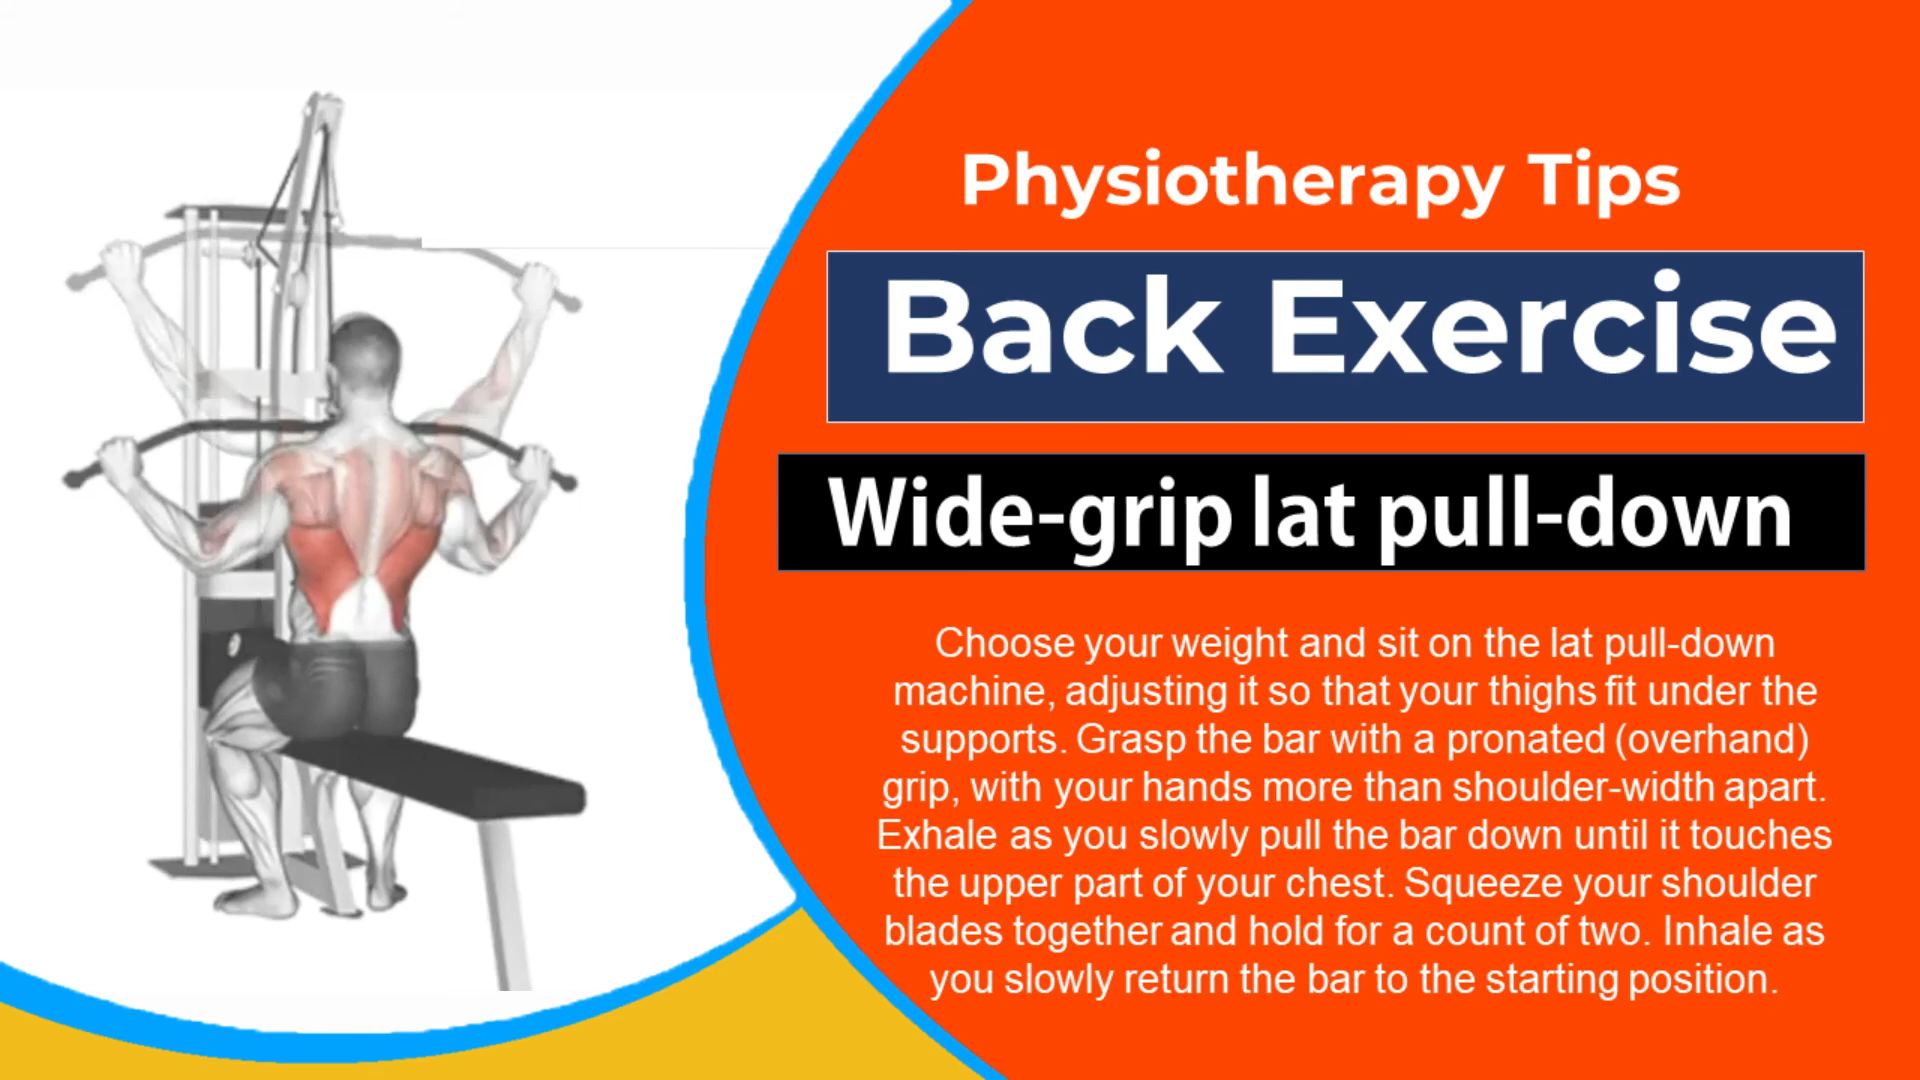 Physiotherapy Tips
Back Exercise
Wide-grip lat pull-down
Choose your weight and sit on the lat pull-down
machine, adjusting it so that your thighs fit under the
supports. Grasp the bar with a pronated (overhand)
grip, with your hands more than shoulder-width apart.
Exhale as you slowly pull the bar down until it touches
the upper part of your chest. Squeeze your shoulder
blades together and hold for a count of two. Inhale as
you slowly return the bar to the starting position.